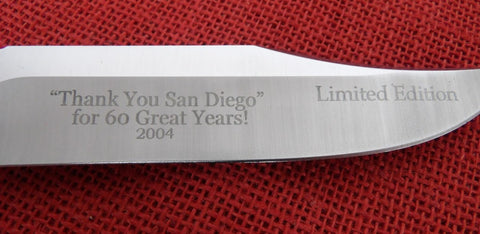 “Thank You San Diego”
for 60 Great Years!
2004
Limited Edition